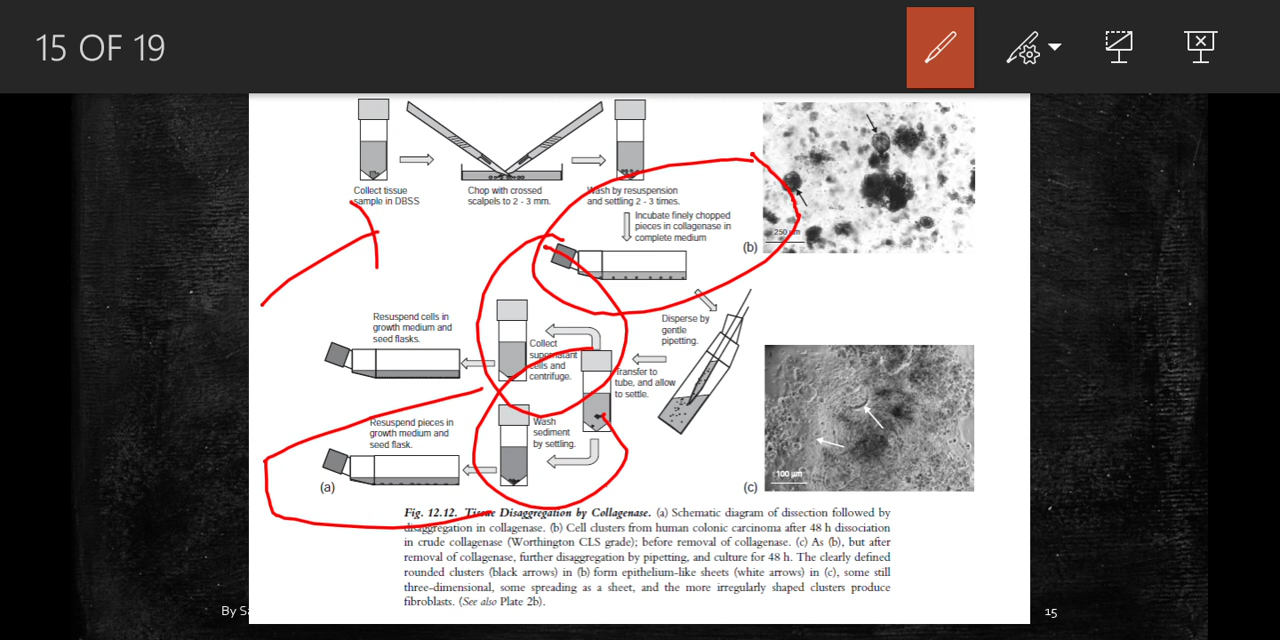 15 OF 19
Collect tissue
sample in DBSS
Chop with crossed
scalpels to 2 - 3 mm.
Wash by resuspension
and settling 2 - 3 times.
Incubate finely chopped
pieces in collagenase in
complete medium
250 µm
(b)
Resuspend cells in
growth medium and
seed flasks.
Collect
supernatant
cells and
centrifuge.
Disperse by
gentle
pipetting.
Transfer to
tube, and allow
to settle.
Resuspend pieces in
growth medium and
seed flask.
Wash
sediment
by settling.
(a)
100 µm
(c)
Fig. 12.12. Tissue Disaggregation by Collagenase. (a) Schematic diagram of dissection followed by
disaggregation in collagenase. (b) Cell clusters from human colonic carcinoma after 48 h dissociation
in crude collagenase (Worthington CLS grade); before removal of collagenase. (c) As (b), but after
removal of collagenase, further disaggregation by pipetting, and culture for 48 h. The clearly defined
rounded clusters (black arrows) in (b) form epithelium-like sheets (white arrows) in (c), some still
three-dimensional, some spreading as a sheet, and the more irregularly shaped clusters produce
fibroblasts. (See also Plate 2b).
By
15